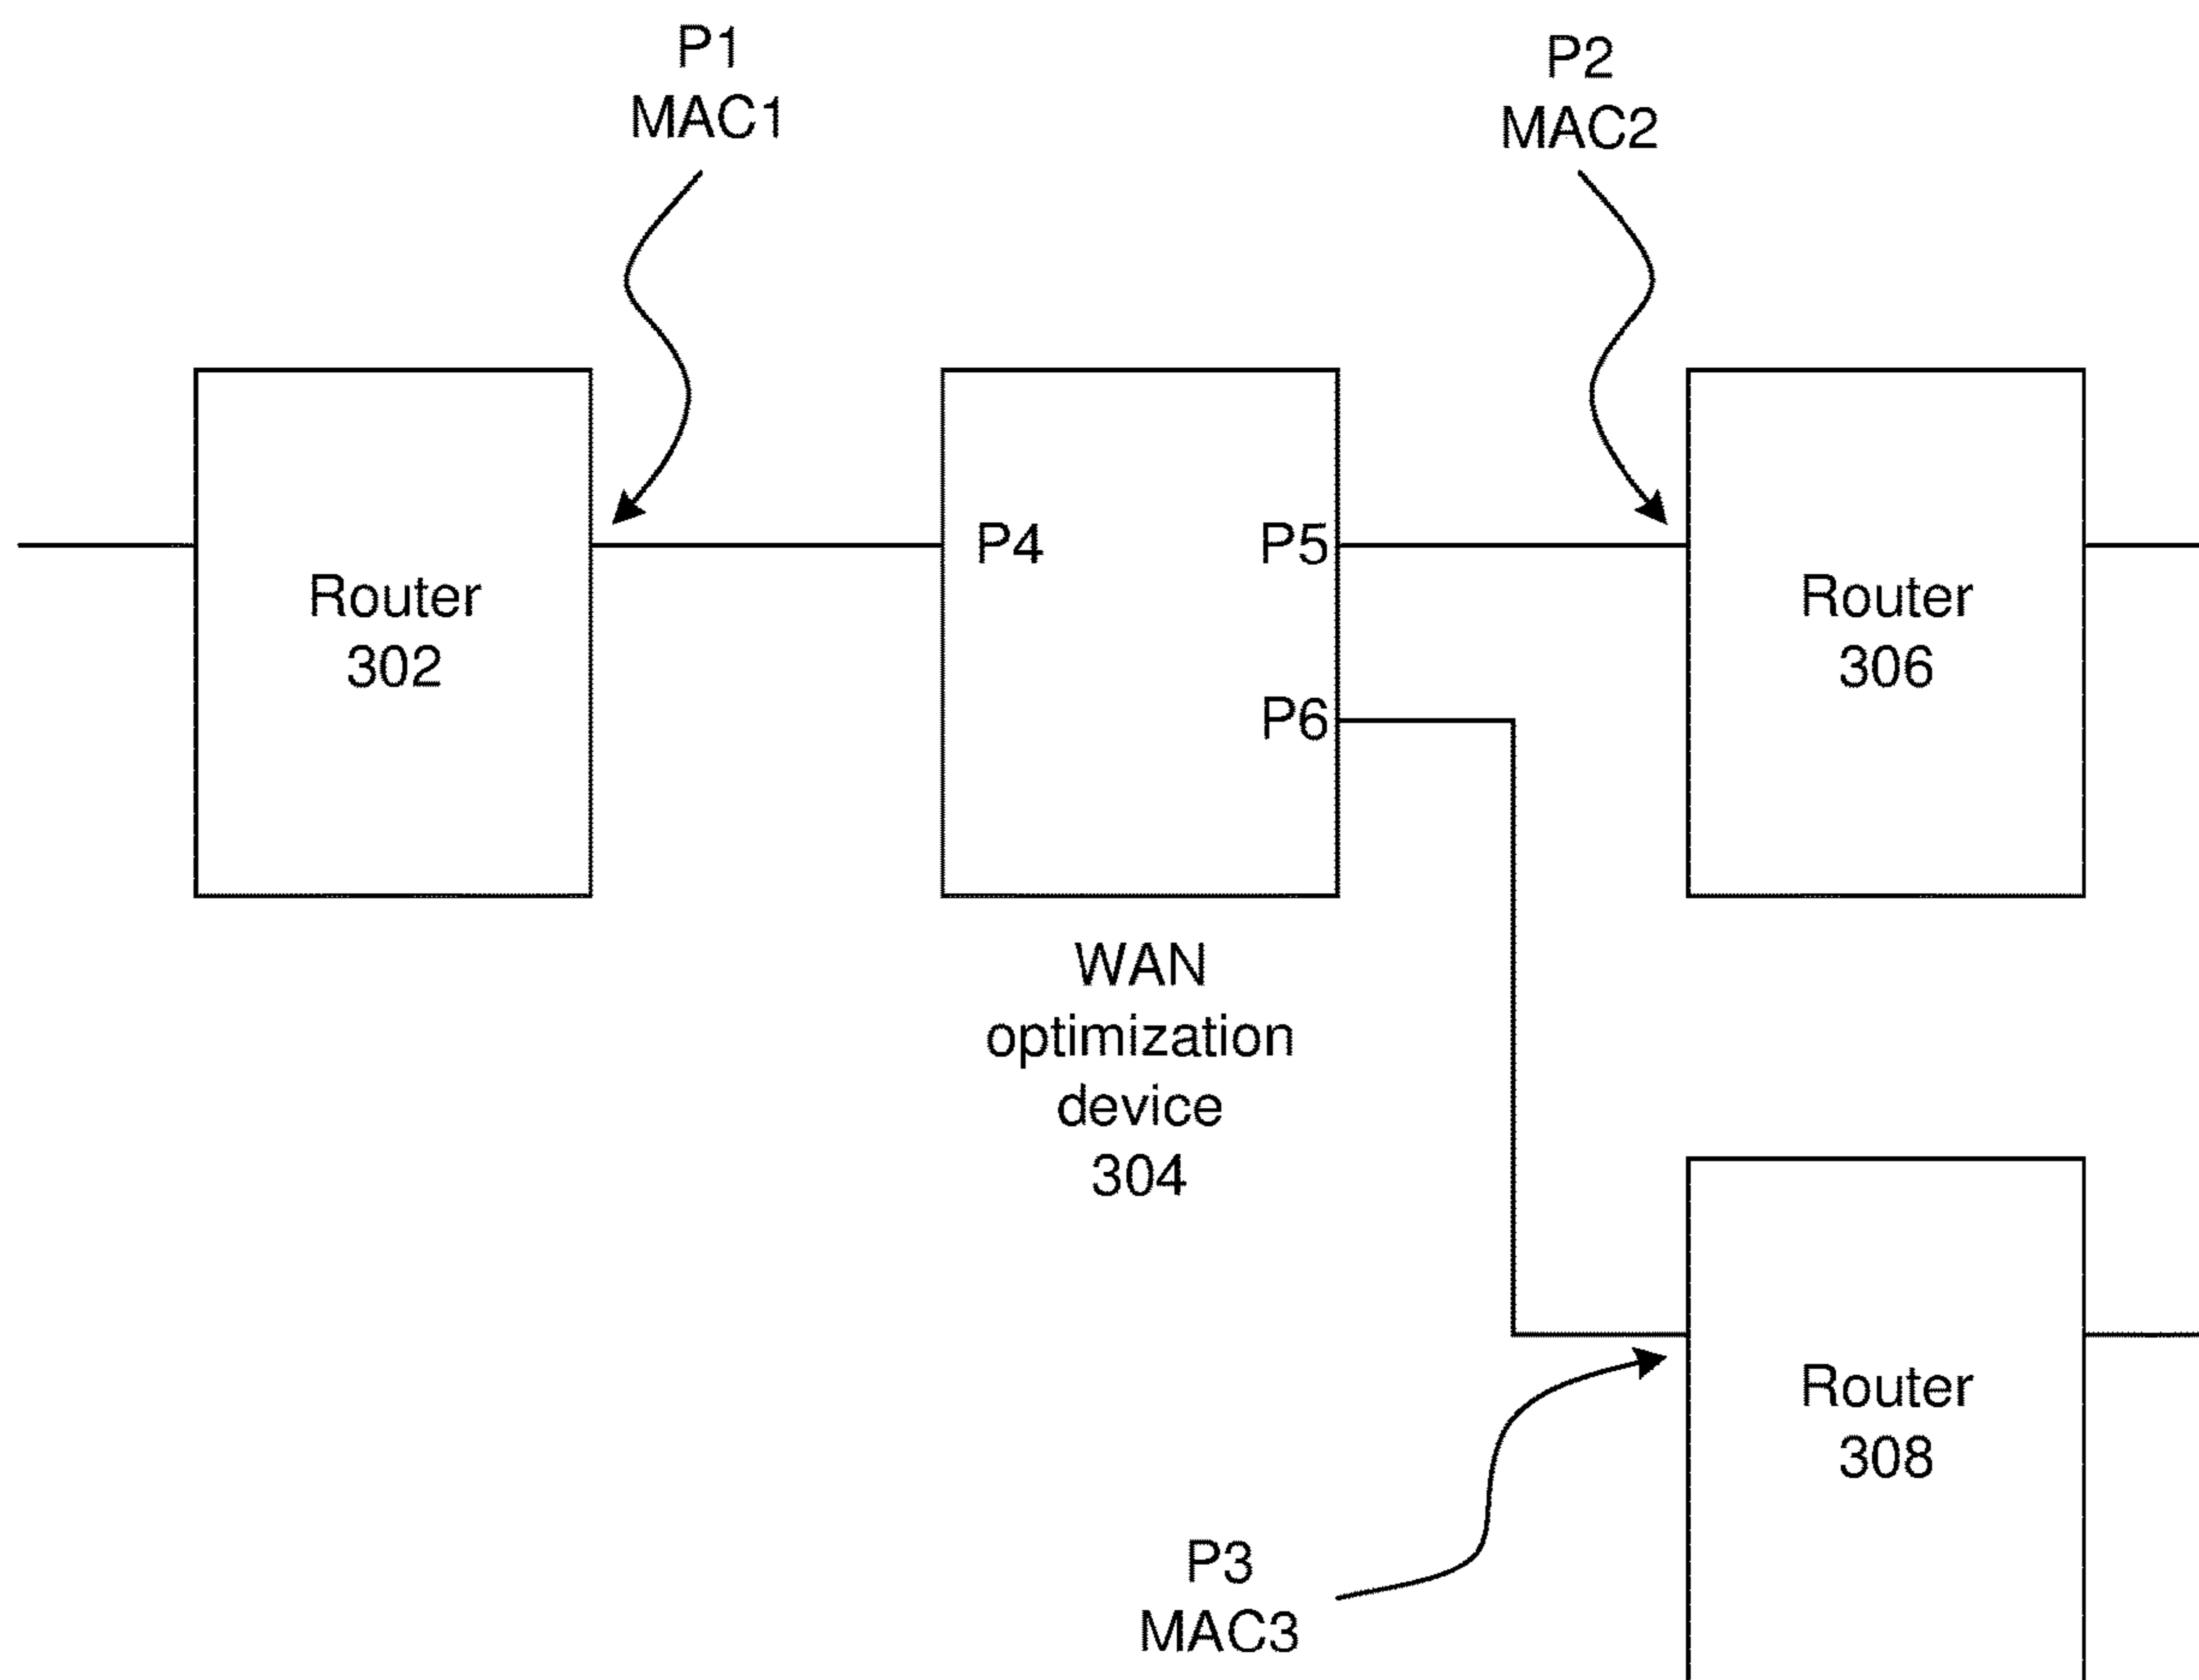 P1
MAC1
P2
MAC2
P4
P5
Router
302
Router
306
P6
WAN
optimization
device
304
Router
308
P3
MAC3